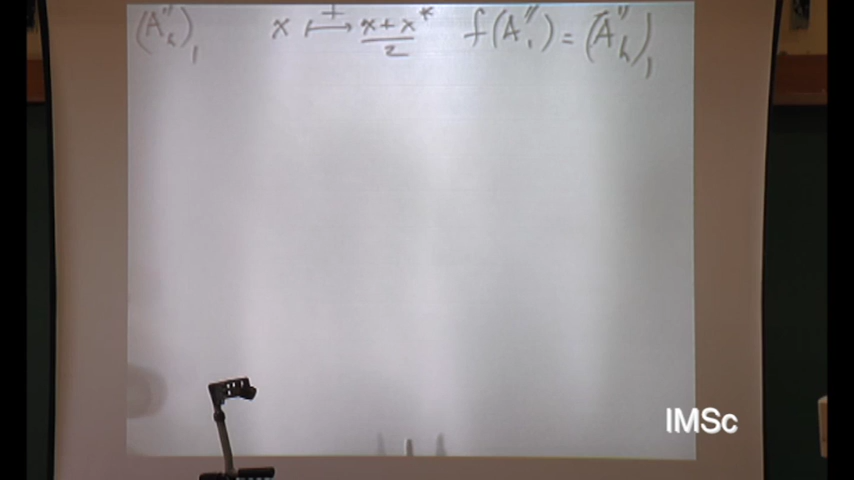 (A''_h)_1   x ⟼^f (x + x*)/2   f(A''_1) = (A''_h)_1
IMSc